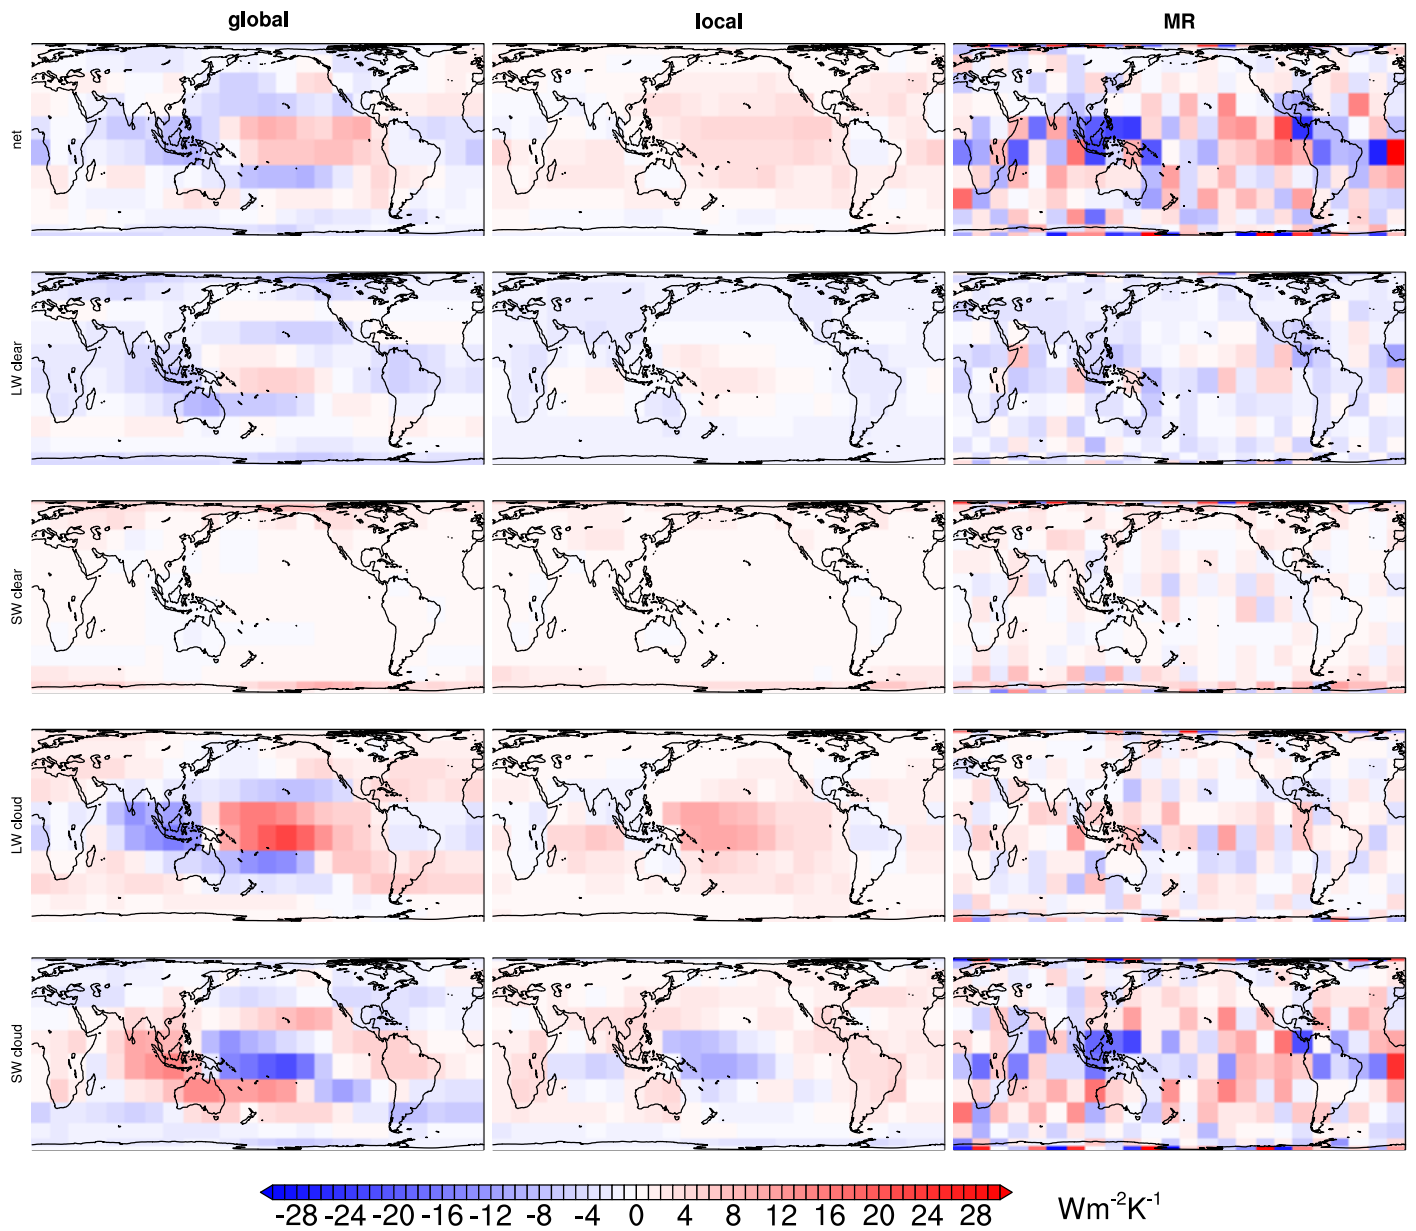 global local MR
net
LW clear
SW clear
LW cloud
SW cloud
-28 -24 -20 -16 -12 -8 -4 0 4 8 12 16 20 24 28 Wm⁻²K⁻¹